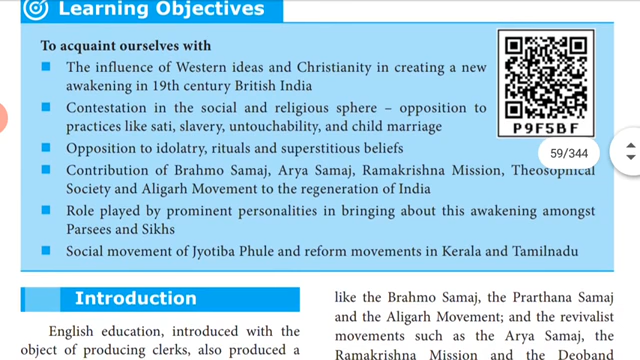 Learning Objectives
To acquaint ourselves with
The influence of Western ideas and Christianity in creating a new
awakening in 19th century British India
Contestation in the social and religious sphere – opposition to
practices like sati, slavery, untouchability, and child marriage
Opposition to idolatry, rituals and superstitious beliefs
Contribution of Brahmo Samaj, Arya Samaj, Ramakrishna Mission, Theosophical
Society and Aligarh Movement to the regeneration of India
Role played by prominent personalities in bringing about this awakening amongst
Parsees and Sikhs
Social movement of Jyotiba Phule and reform movements in Kerala and Tamilnadu
P9F5BF
59/344
Introduction
English education, introduced with the
object of producing clerks, also produced a
like the Brahmo Samaj, the Prarthana Samaj
and the Aligarh Movement; and the revivalist
movements such as the Arya Samaj, the
Ramakrishna Mission and the Deoband